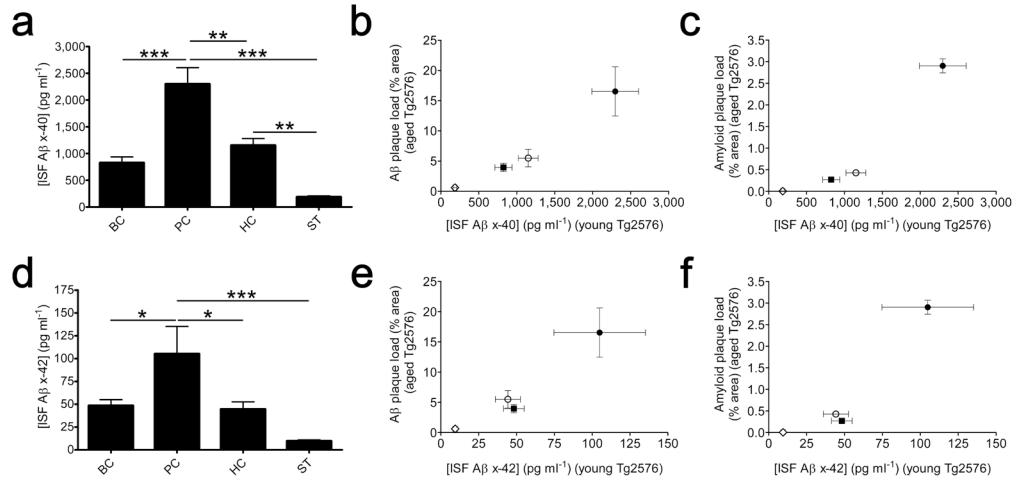 a
[ISF Aβ x-40] (pg ml⁻¹)
3,000
2,500
2,000
1,500
1,000
500
0
***
**
***
**
BC
PC
HC
ST
b
Aβ plaque load (% area)
(aged Tg2576)
25
20
15
10
5
0
0
500
1,000
1,500
2,000
2,500
3,000
[ISF Aβ x-40] (pg ml⁻¹) (young Tg2576)
c
Amyloid plaque load
(% area) (aged Tg2576)
3.5
3.0
2.5
2.0
1.5
1.0
0.5
0.0
0
500
1,000
1,500
2,000
2,500
3,000
[ISF Aβ x-40] (pg ml⁻¹) (young Tg2576)
d
[ISF Aβ x-42] (pg ml⁻¹)
175
150
125
100
75
50
25
0
***
*
*
BC
PC
HC
ST
e
Aβ plaque load (% area)
(aged Tg2576)
25
20
15
10
5
0
0
25
50
75
100
125
150
[ISF Aβ x-42] (pg ml⁻¹) (young Tg2576)
f
Amyloid plaque load
(% area) (aged Tg2576)
3.5
3.0
2.5
2.0
1.5
1.0
0.5
0.0
0
25
50
75
100
125
150
[ISF Aβ x-42] (pg ml⁻¹) (young Tg2576)